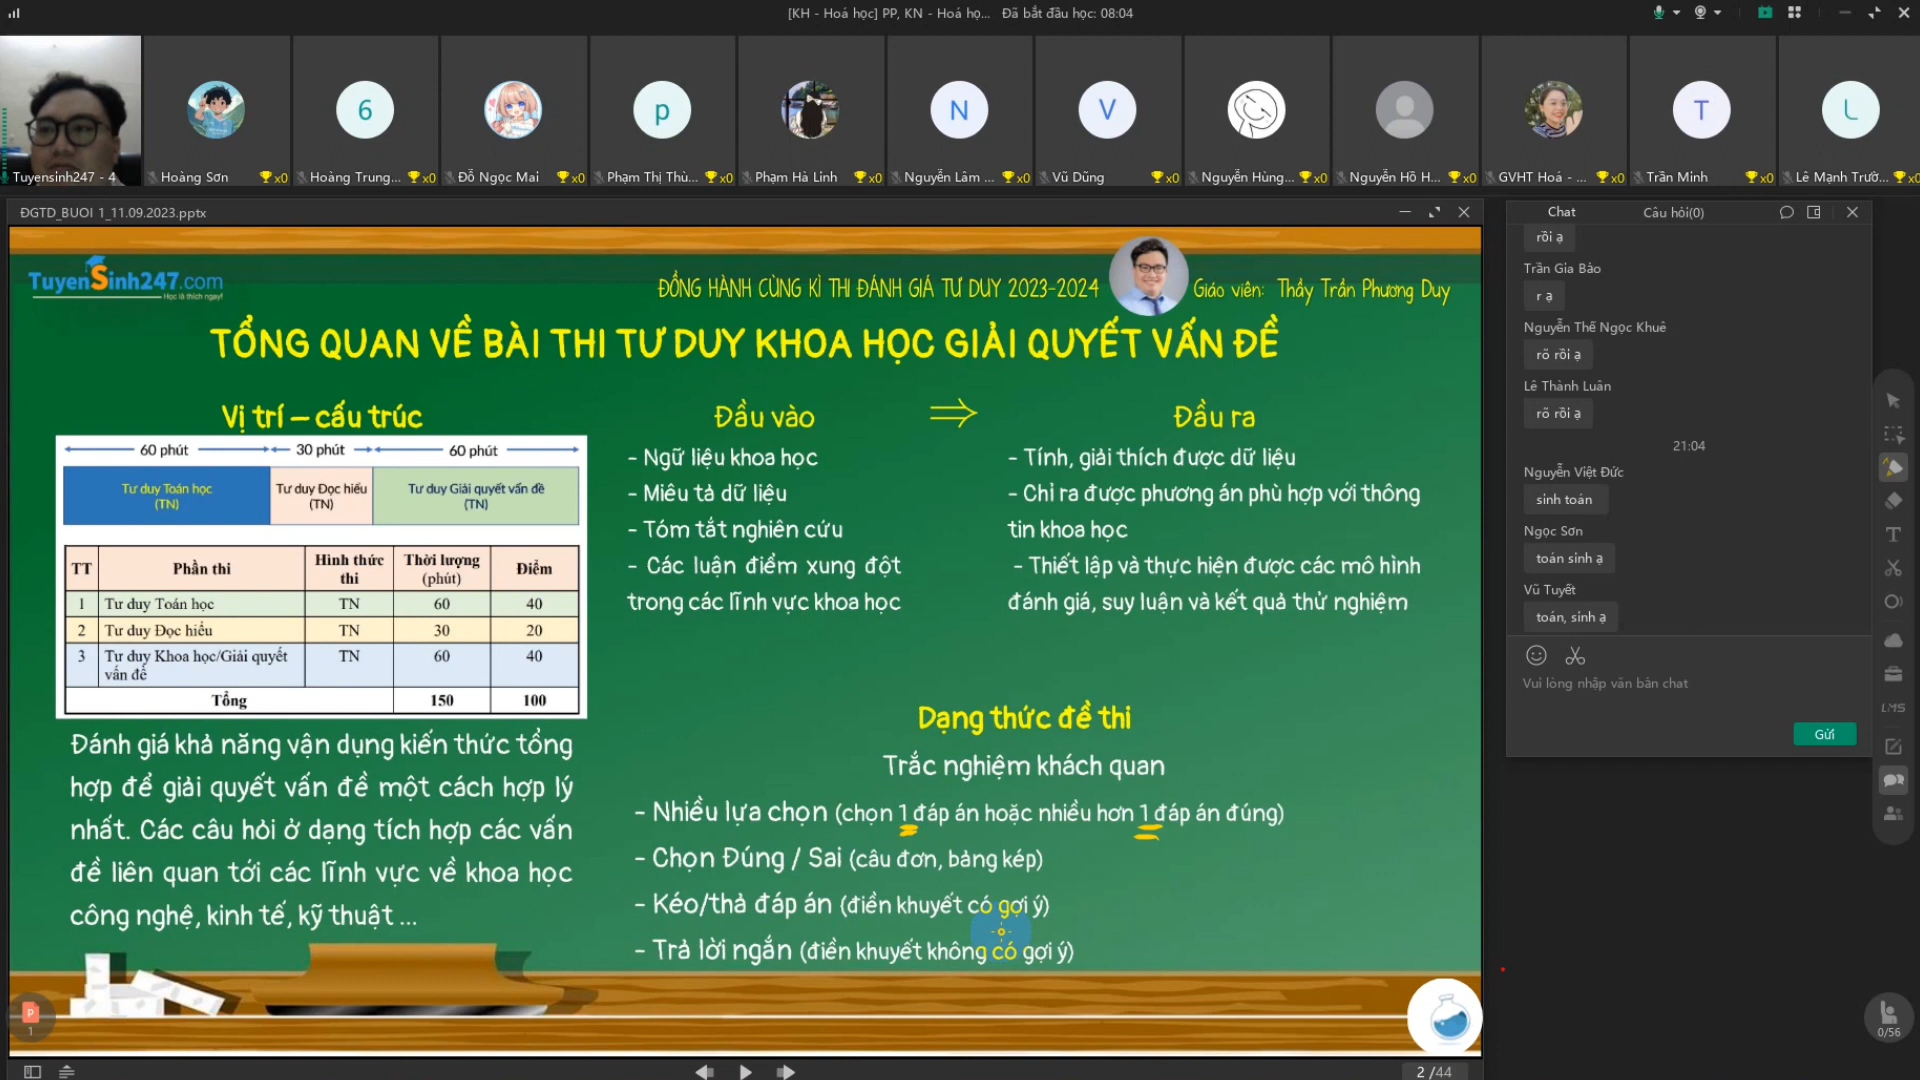 [KH - Hoá học] PP, KN - Hoá họ... Đã bắt đầu học: 08:04
Tuyensinh247 - 4
Hoàng Sơn x0
6
Hoàng Trung... x0
Đỗ Ngọc Mai x0
p
Phạm Thị Thù... x0
Phạm Hà Linh x0
N
Nguyễn Lâm ... x0
V
Vũ Dũng x0
Nguyễn Hùng... x0
Nguyễn Hồ H... x0
GVHT Hoá - ... x0
T
Trần Minh x0
L
Lê Mạnh Trườ... x0
ĐGTD_BUOI 1_11.09.2023.pptx
TuyenSinh247.com
Học là thích ngay!
ĐỒNG HÀNH CÙNG KÌ THI ĐÁNH GIÁ TƯ DUY 2023-2024
Giáo viên: Thầy Trần Phương Duy
TỔNG QUAN VỀ BÀI THI TƯ DUY KHOA HỌC GIẢI QUYẾT VẤN ĐỀ
Vị trí – cấu trúc
60 phút 30 phút 60 phút
Tư duy Toán học
(TN)
Tư duy Đọc hiểu
(TN)
Tư duy Giải quyết vấn đề
(TN)
TT Phần thi Hình thức thi Thời lượng (phút) Điểm
1 Tư duy Toán học TN 60 40
2 Tư duy Đọc hiểu TN 30 20
3 Tư duy Khoa học/Giải quyết vấn đề TN 60 40
Tổng 150 100
Đánh giá khả năng vận dụng kiến thức tổng
hợp để giải quyết vấn đề một cách hợp lý
nhất. Các câu hỏi ở dạng tích hợp các vấn
đề liên quan tới các lĩnh vực về khoa học
công nghệ, kinh tế, kỹ thuật ...
Đầu vào ⇒ Đầu ra
- Ngữ liệu khoa học
- Miêu tả dữ liệu
- Tóm tắt nghiên cứu
- Các luận điểm xung đột
trong các lĩnh vực khoa học
- Tính, giải thích được dữ liệu
- Chỉ ra được phương án phù hợp với thông
tin khoa học
- Thiết lập và thực hiện được các mô hình
đánh giá, suy luận và kết quả thử nghiệm
Dạng thức đề thi
Trắc nghiệm khách quan
- Nhiều lựa chọn (chọn 1 đáp án hoặc nhiều hơn 1 đáp án đúng)
- Chọn Đúng / Sai (câu đơn, bảng kép)
- Kéo/thả đáp án (điền khuyết có gợi ý)
- Trả lời ngắn (điền khuyết không có gợi ý)
P
1
2 /44
Chat Câu hỏi(0)
rồi ạ
Trần Gia Bảo
r ạ
Nguyễn Thế Ngọc Khuê
rõ rồi ạ
Lê Thành Luân
rõ rồi ạ
21:04
Nguyễn Việt Đức
sinh toán
Ngọc Sơn
toán sinh ạ
Vũ Tuyết
toán, sinh ạ
Vui lòng nhập văn bản chat
Gửi
T
LMS
0/56